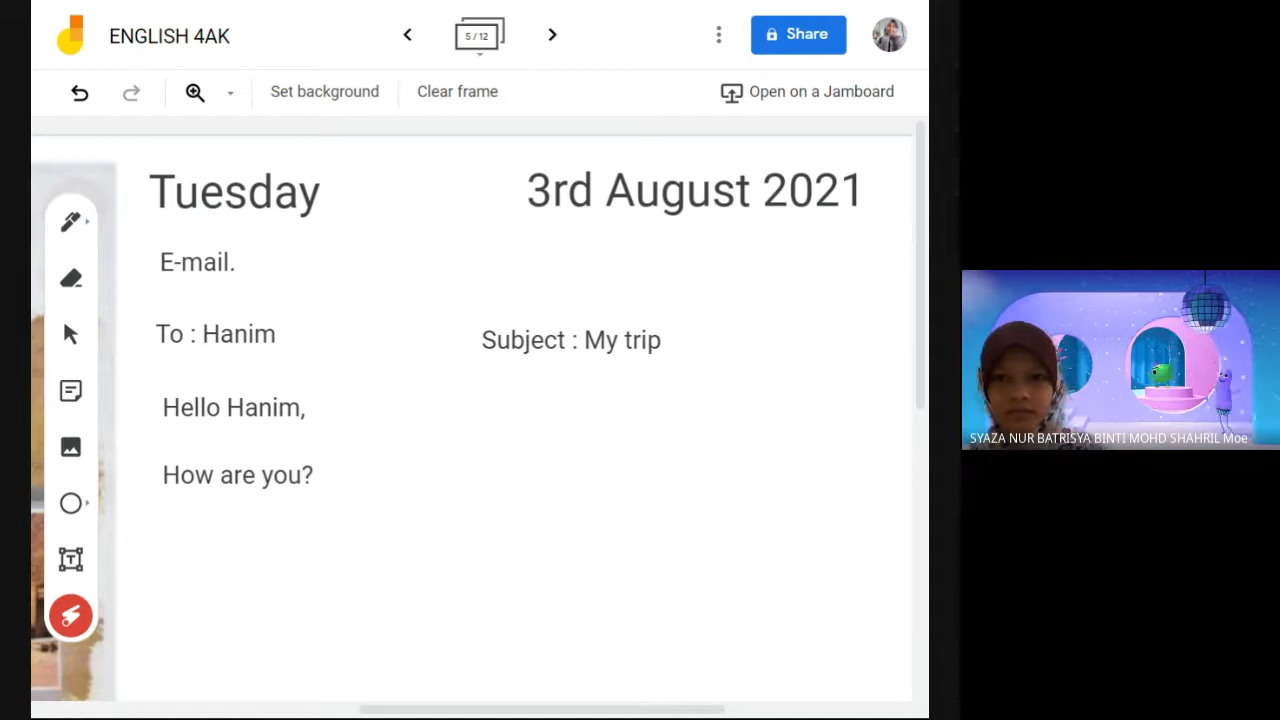 ENGLISH 4AK
5 / 12
Share
Set background
Clear frame
Open on a Jamboard
Tuesday
3rd August 2021
E-mail.
To : Hanim
Subject : My trip
Hello Hanim,
How are you?
SYAZA NUR BATRISYA BINTI MOHD SHAHRIL Moe